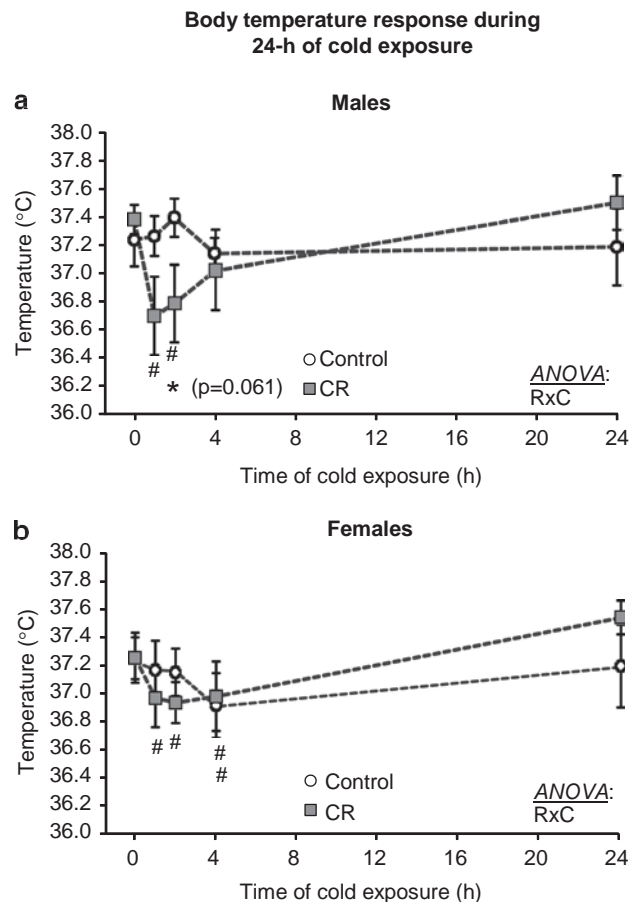 Body temperature response during
24-h of cold exposure
a
Males
38.0
37.8
37.6
37.4
37.2
37.0
36.8
36.6
36.4
36.2
36.0
Temperature (°C)
#
#
* (p=0.061)
Control
CR
ANOVA:
RxC
0 4 8 12 16 20 24
Time of cold exposure (h)
b
Females
38.0
37.8
37.6
37.4
37.2
37.0
36.8
36.6
36.4
36.2
36.0
Temperature (°C)
# # #
#
Control
CR
ANOVA:
RxC
0 4 8 12 16 20 24
Time of cold exposure (h)